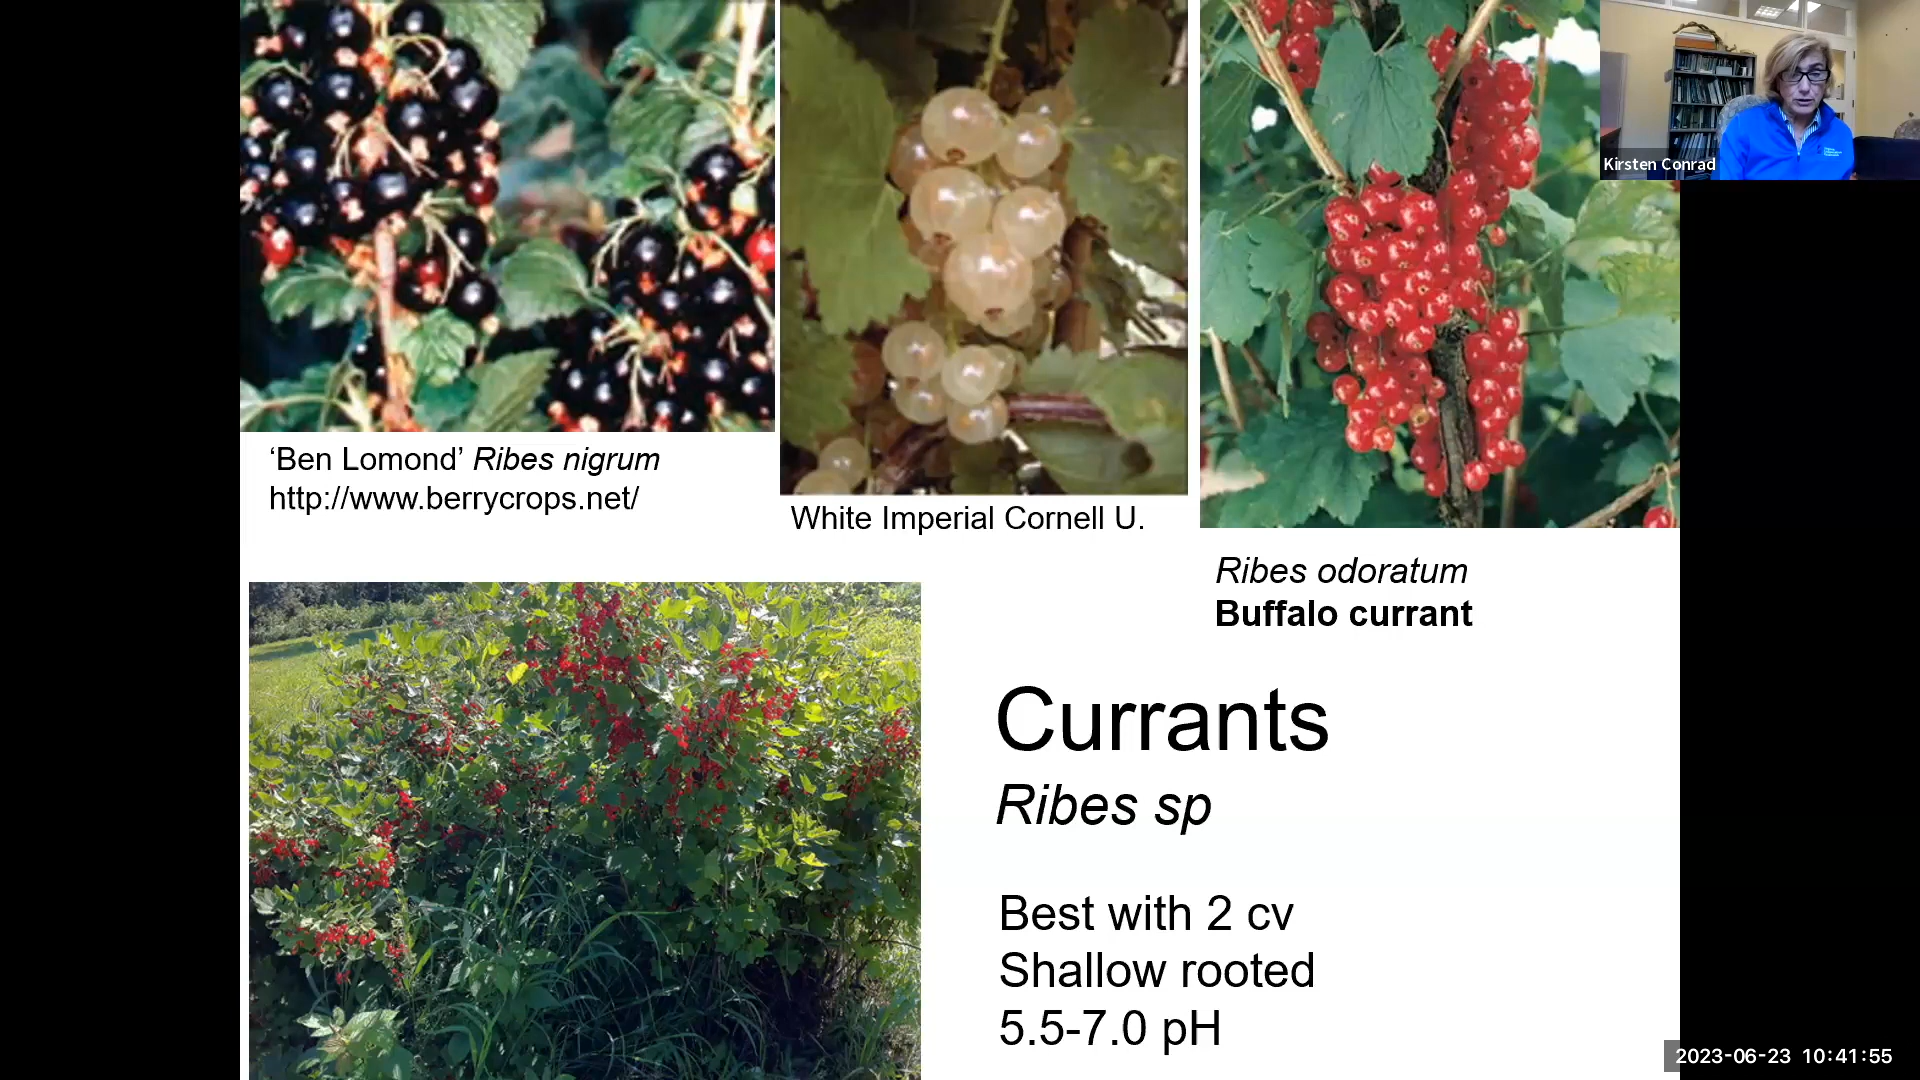 Kirsten Conrad
‘Ben Lomond’ Ribes nigrum
http://www.berrycrops.net/
White Imperial Cornell U.
Ribes odoratum
Buffalo currant
Currants
Ribes sp
Best with 2 cv
Shallow rooted
5.5-7.0 pH
2023-06-23 10:41:55